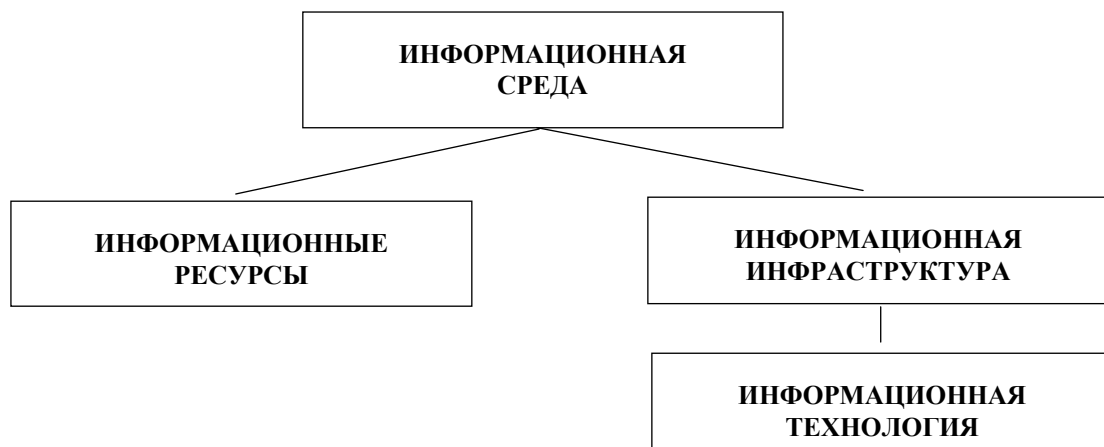 ИНФОРМАЦИОННАЯ
СРЕДА
ИНФОРМАЦИОННЫЕ
РЕСУРСЫ
ИНФОРМАЦИОННАЯ
ИНФРАСТРУКТУРА
ИНФОРМАЦИОННАЯ
ТЕХНОЛОГИЯ